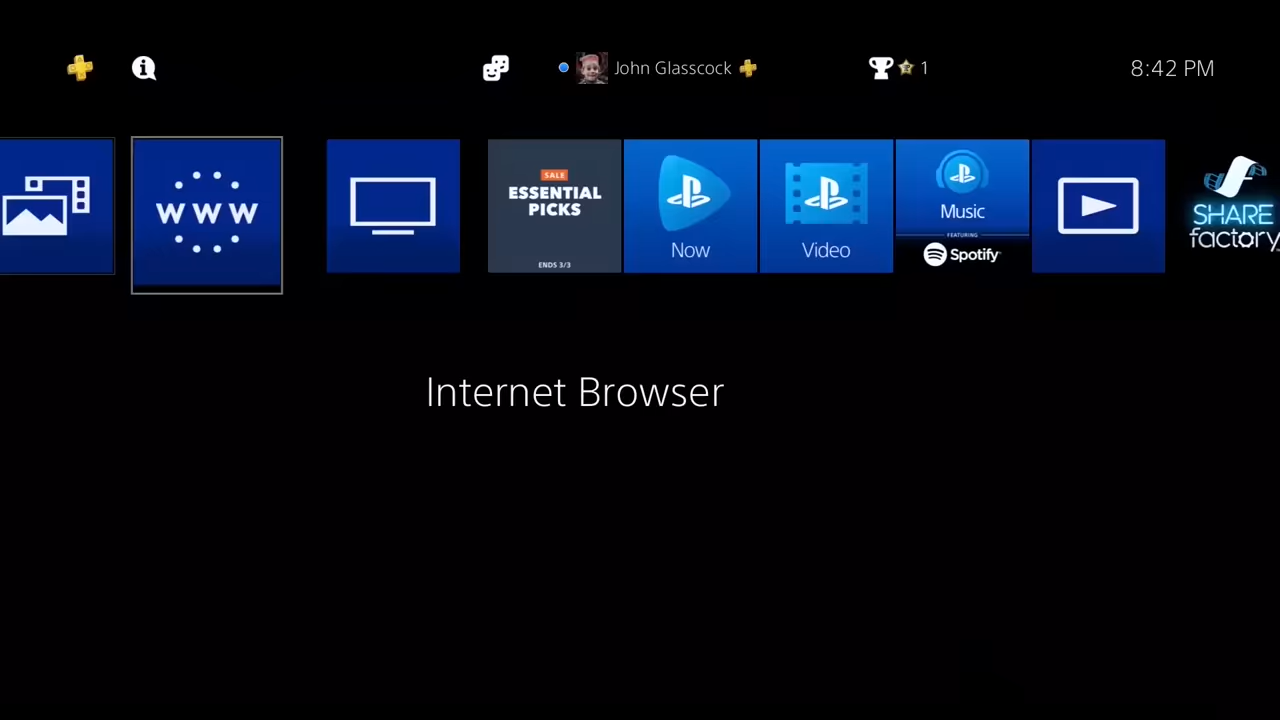 John Glasscock
1
8:42 PM
WWW
SALE
ESSENTIAL
PICKS
ENDS 3/3
Now
Video
Music
FEATURING
Spotify
SHARE
factory
Internet Browser